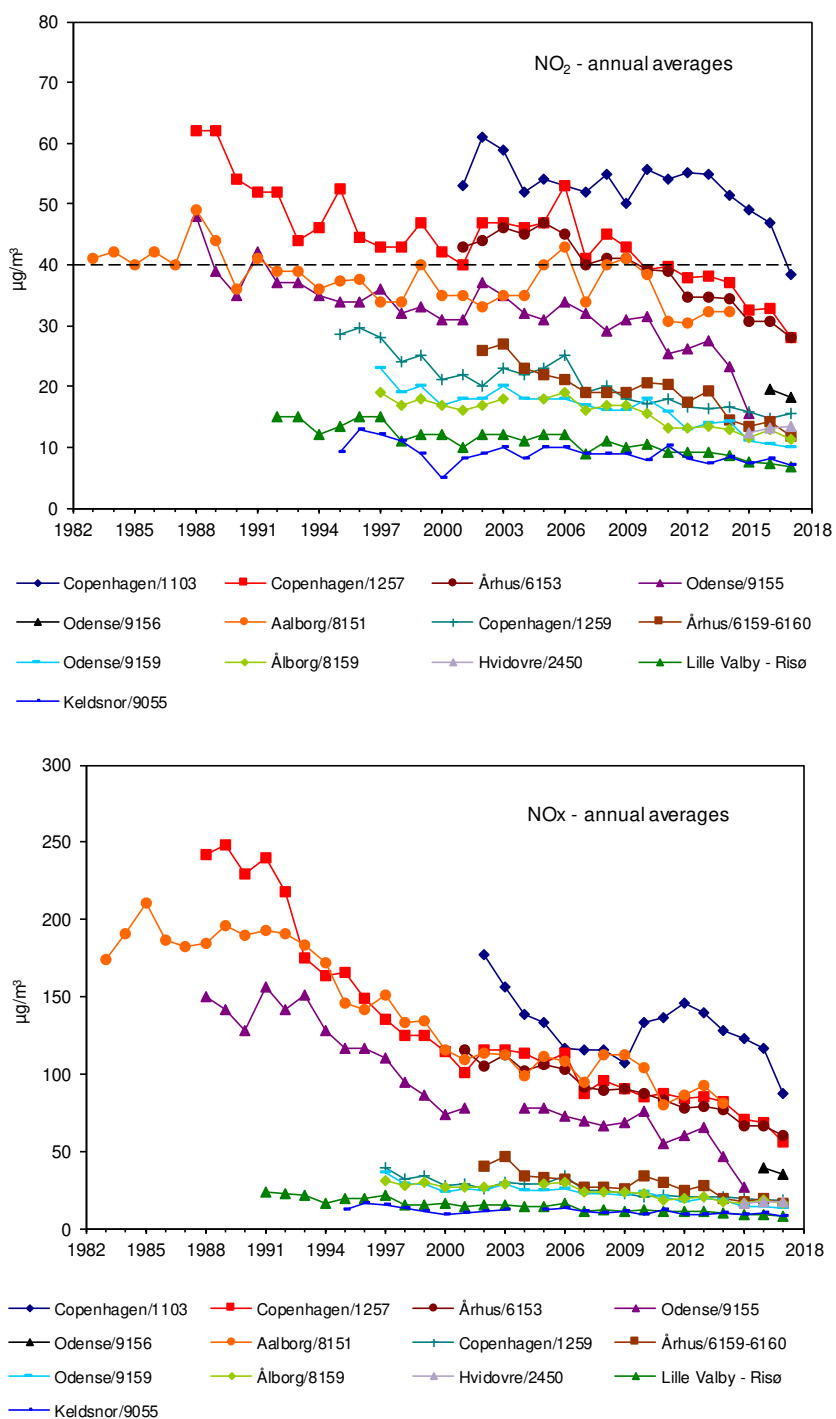 NO₂ - annual averages
µg/m³
80
70
60
50
40
30
20
10
0
1982 1985 1988 1991 1994 1997 2000 2003 2006 2009 2012 2015 2018
Copenhagen/1103 Copenhagen/1257 Århus/6153 Odense/9155
Odense/9156 Aalborg/8151 Copenhagen/1259 Århus/6159-6160
Odense/9159 Ålborg/8159 Hvidovre/2450 Lille Valby - Risø
Keldsnor/9055
NOx - annual averages
µg/m³
300
250
200
150
100
50
0
1982 1985 1988 1991 1994 1997 2000 2003 2006 2009 2012 2015 2018
Copenhagen/1103 Copenhagen/1257 Århus/6153 Odense/9155
Odense/9156 Aalborg/8151 Copenhagen/1259 Århus/6159-6160
Odense/9159 Ålborg/8159 Hvidovre/2450 Lille Valby - Risø
Keldsnor/9055